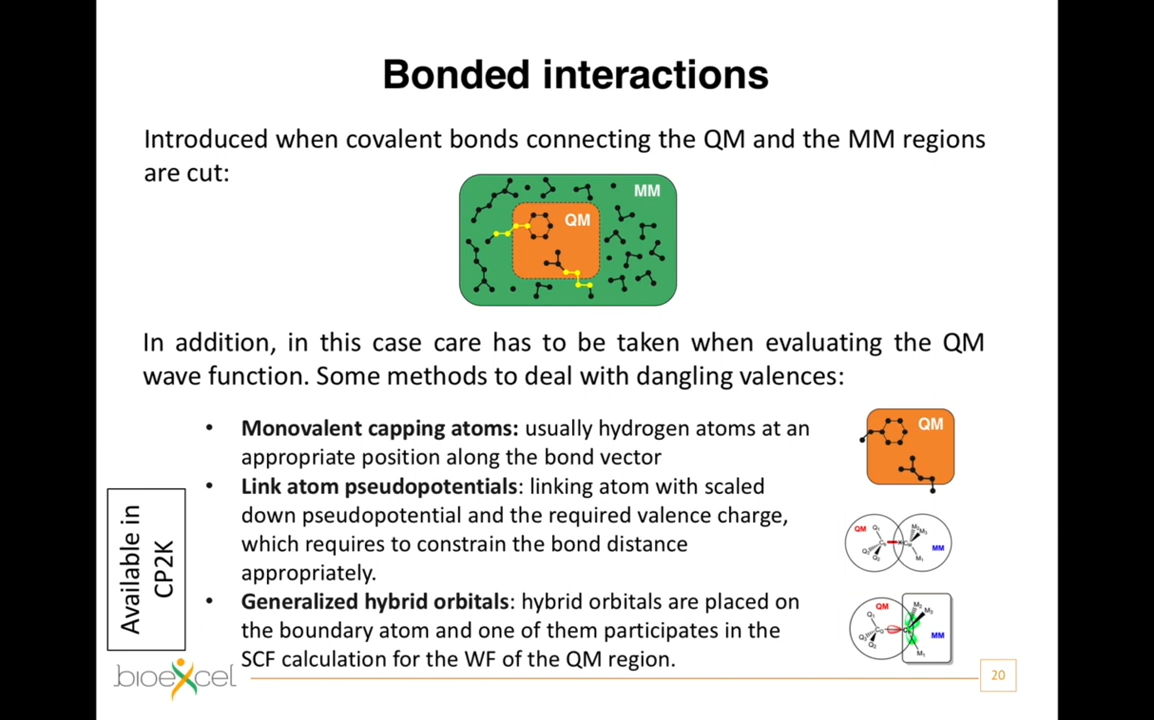 Bonded interactions
Introduced when covalent bonds connecting the QM and the MM regions
are cut:
MM
QM
In addition, in this case care has to be taken when evaluating the QM
wave function. Some methods to deal with dangling valences:
• Monovalent capping atoms: usually hydrogen atoms at an
appropriate position along the bond vector
• Link atom pseudopotentials: linking atom with scaled
down pseudopotential and the required valence charge,
which requires to constrain the bond distance
appropriately.
• Generalized hybrid orbitals: hybrid orbitals are placed on
the boundary atom and one of them participates in the
SCF calculation for the WF of the QM region.
Available in
CP2K
QM
QM
MM
QM
MM
bioexcel
20